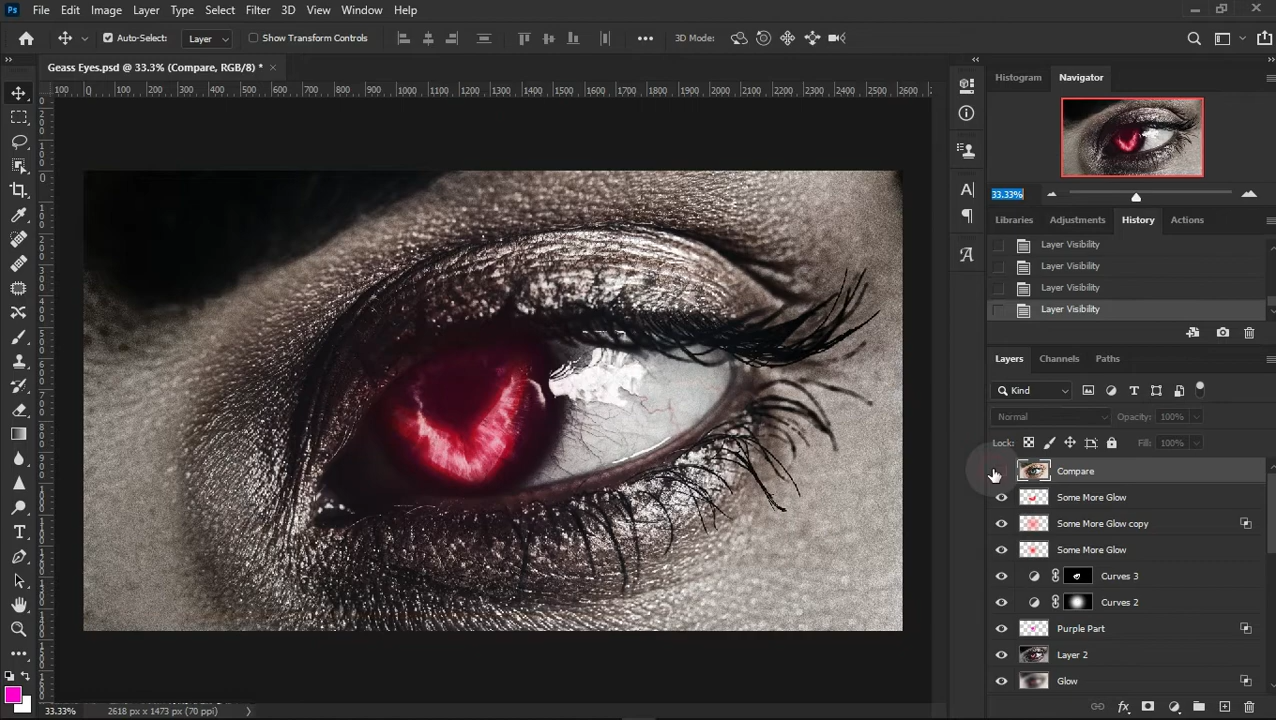 Ps File Edit Image Layer Type Select Filter 3D View Window Help
Auto-Select: Layer Show Transform Controls 3D Mode:
Geass Eyes.psd @ 33.3% (Compare, RGB/8) *
100 0 100 200 300 400 500 600 700 800 900 1000 1100 1200 1300 1400 1500 1600 1700 1800 1900 2000 2100 2200 2300 2400 2500 2600
Histogram Navigator
33.33%
Libraries Adjustments History Actions
Layer Visibility
Layer Visibility
Layer Visibility
Layer Visibility
Layers Channels Paths
Kind
Normal Opacity: 100%
Lock: Fill: 100%
Compare
Some More Glow
Some More Glow copy
Some More Glow
Curves 3
Curves 2
Purple Part
Layer 2
Glow
33.33% 2618 px x 1473 px (70 ppi)